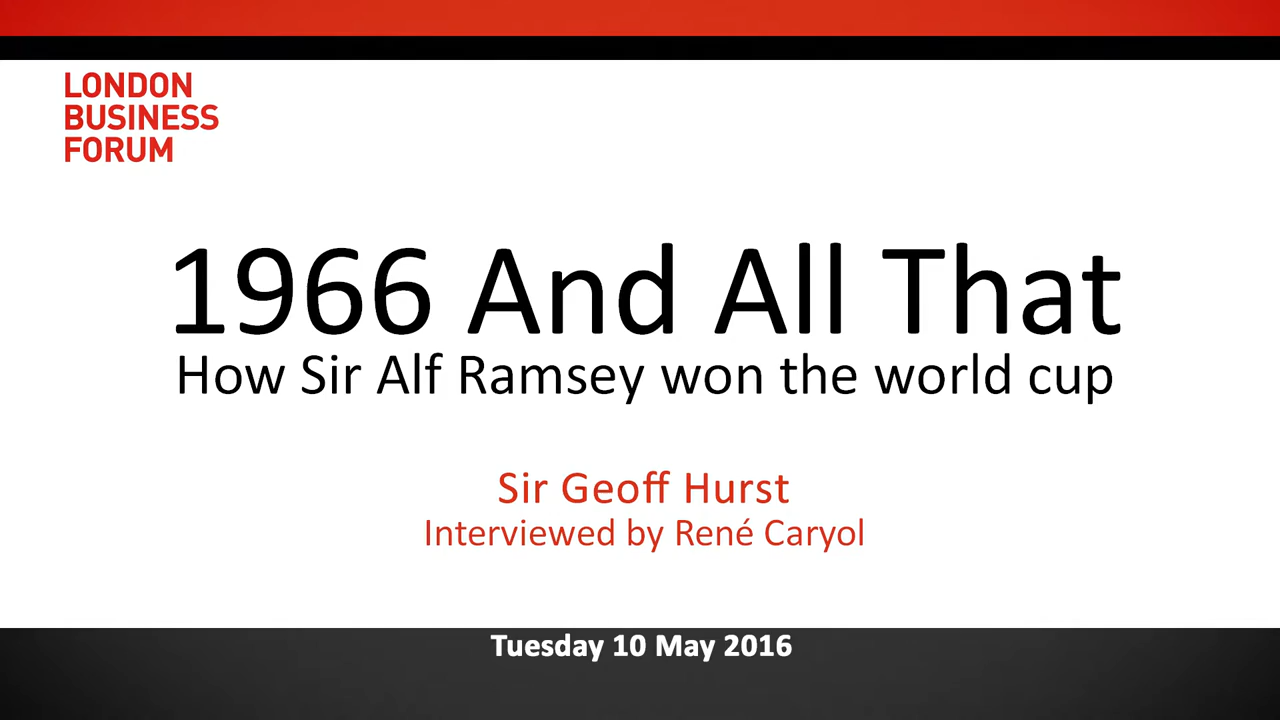 LONDON
BUSINESS
FORUM
1966 And All That
How Sir Alf Ramsey won the world cup
Sir Geoff Hurst
Interviewed by René Caryol
Tuesday 10 May 2016